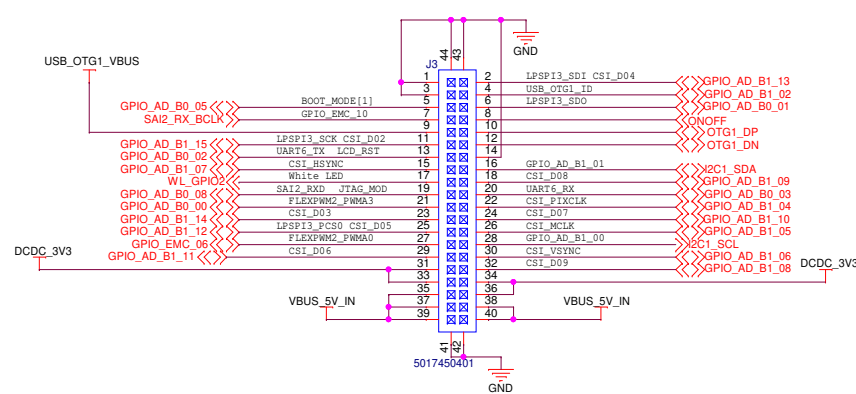 44 43
GND
USB_OTG1_VBUS
J3
1 2 LPSPI3_SDI CSI_D04 GPIO_AD_B1_13
3 4 USB_OTG1_ID GPIO_AD_B1_02
GPIO_AD_B0_05 BOOT_MODE[1] 5 6 LPSPI3_SDO GPIO_AD_B0_01
SAI2_RX_BCLK GPIO_EMC_10 7 8 ONOFF
9 10 OTG1_DP
GPIO_AD_B1_15 LPSPI3_SCK CSI_D02 11 12 OTG1_DN
GPIO_AD_B0_02 UART6_TX LCD_RST 13 14
GPIO_AD_B1_07 CSI_HSYNC 15 16 GPIO_AD_B1_01 I2C1_SDA
WL_GPIO2 White LED 17 18 CSI_D08 GPIO_AD_B1_09
GPIO_AD_B0_08 SAI2_RXD JTAG_MOD 19 20 UART6_RX GPIO_AD_B0_03
GPIO_AD_B0_00 FLEXPWM2_PWMA3 21 22 CSI_PIXCLK GPIO_AD_B1_04
GPIO_AD_B1_14 CSI_D03 23 24 CSI_D07 GPIO_AD_B1_10
GPIO_AD_B1_12 LPSPI3_PCS0 CSI_D05 25 26 CSI_MCLK GPIO_AD_B1_05
GPIO_EMC_06 FLEXPWM2_PWMA0 27 28 GPIO_AD_B1_00 I2C1_SCL
GPIO_AD_B1_11 CSI_D06 29 30 CSI_VSYNC GPIO_AD_B1_06
DCDC_3V3 31 32 CSI_D09 GPIO_AD_B1_08
33 34 DCDC_3V3
35 36
VBUS_5V_IN 37 38 VBUS_5V_IN
39 40
41 42
5017450401
GND